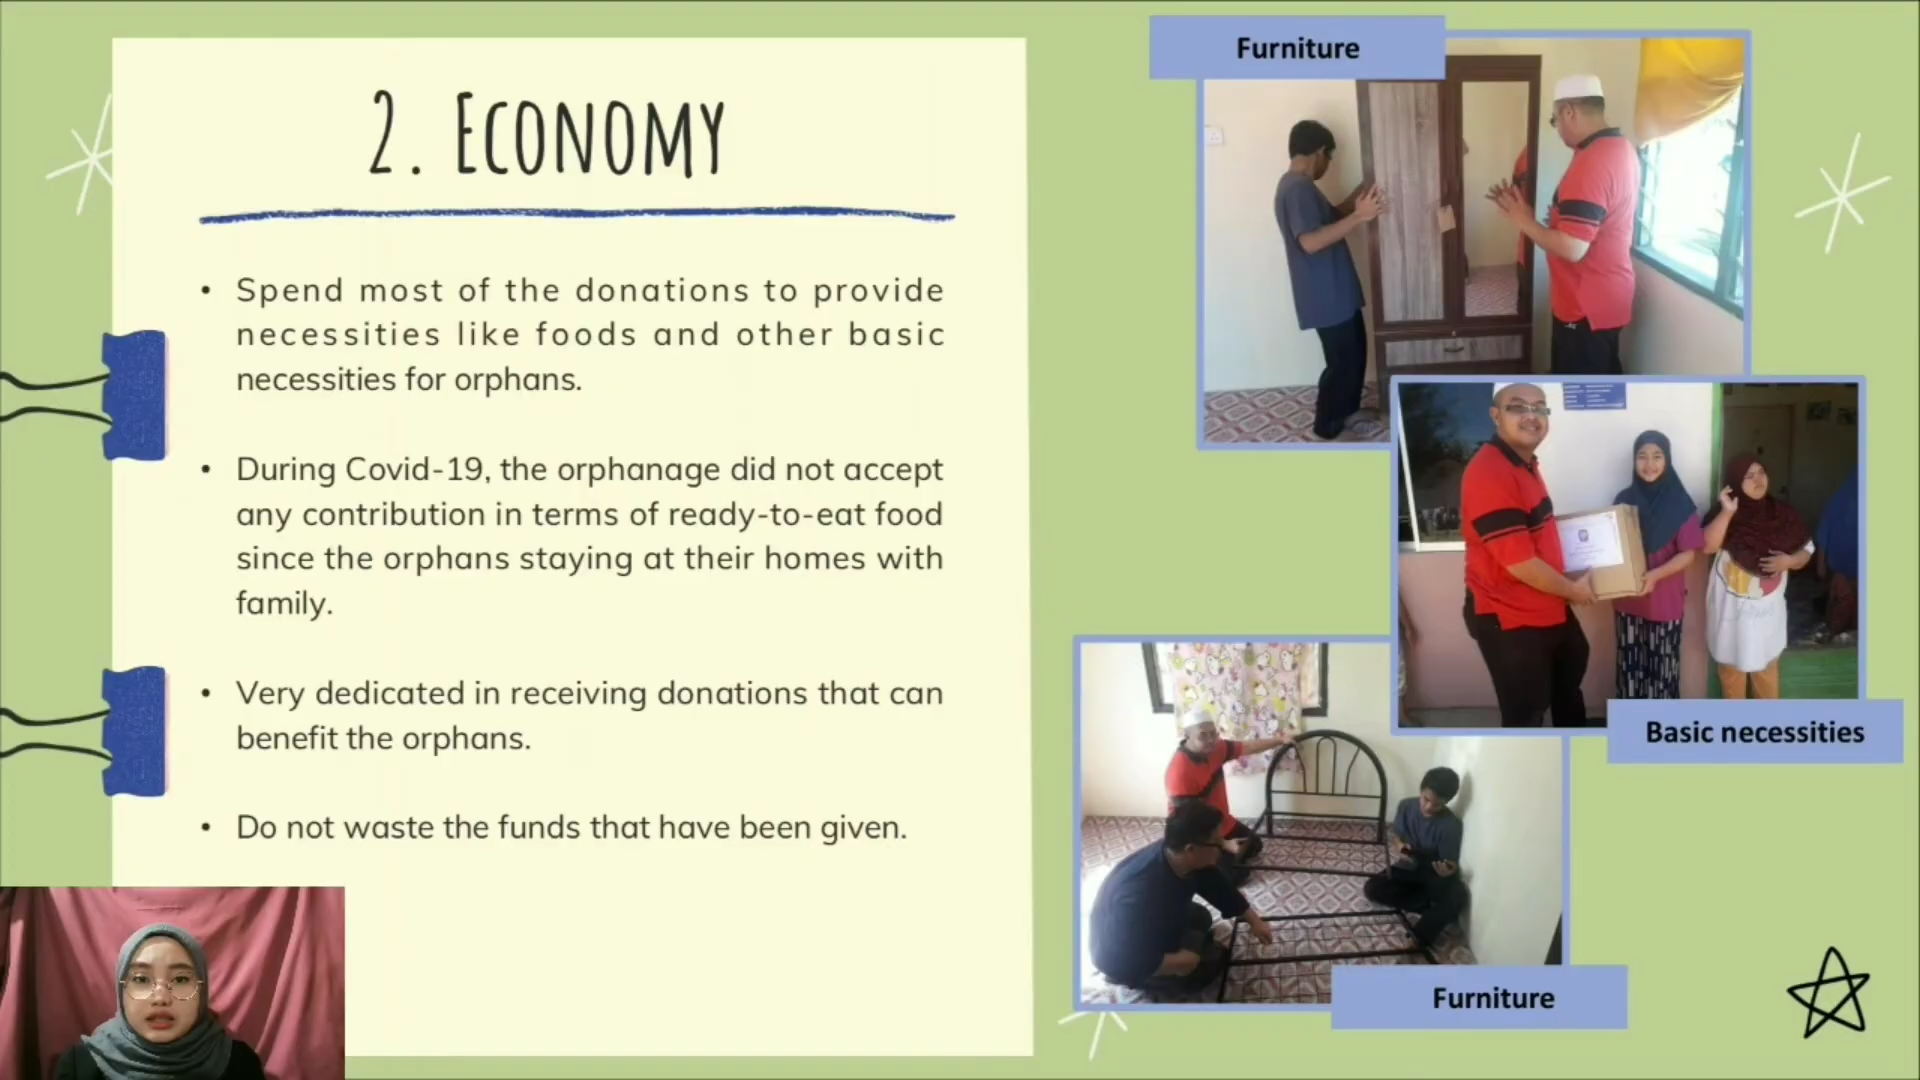 Furniture
2. ECONOMY
• Spend most of the donations to provide
necessities like foods and other basic
necessities for orphans.
• During Covid-19, the orphanage did not accept
any contribution in terms of ready-to-eat food
since the orphans staying at their homes with
family.
• Very dedicated in receiving donations that can
benefit the orphans.
• Do not waste the funds that have been given.
Basic necessities
Furniture